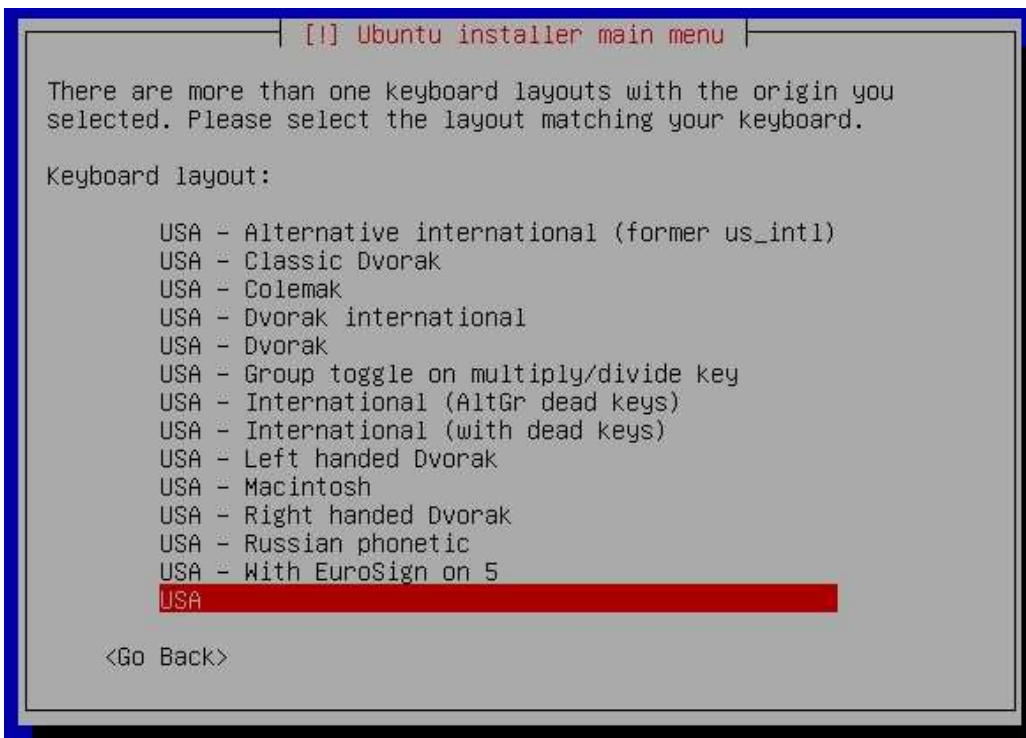 [!] Ubuntu installer main menu
There are more than one keyboard layouts with the origin you
selected. Please select the layout matching your keyboard.
Keyboard layout:
USA - Alternative international (former us_intl)
USA - Classic Dvorak
USA - Colemak
USA - Dvorak international
USA - Dvorak
USA - Group toggle on multiply/divide key
USA - International (AltGr dead keys)
USA - International (with dead keys)
USA - Left handed Dvorak
USA - Macintosh
USA - Right handed Dvorak
USA - Russian phonetic
USA - With EuroSign on 5
USA
<Go Back>